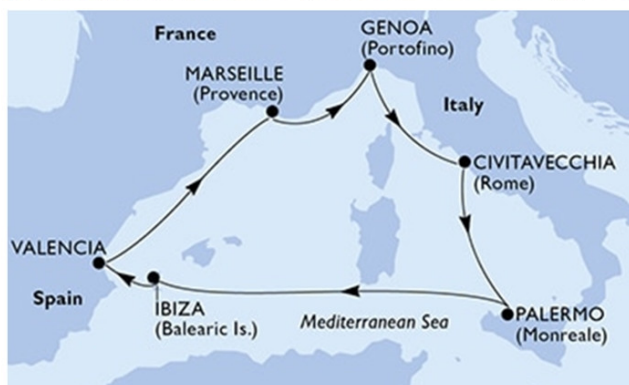 France
GENOA
(Portofino)
MARSEILLE
(Provence)
Italy
CIVITAVECCHIA
(Rome)
VALENCIA
Spain
IBIZA
(Balearic Is.)
Mediterranean Sea
PALERMO
(Monreale)